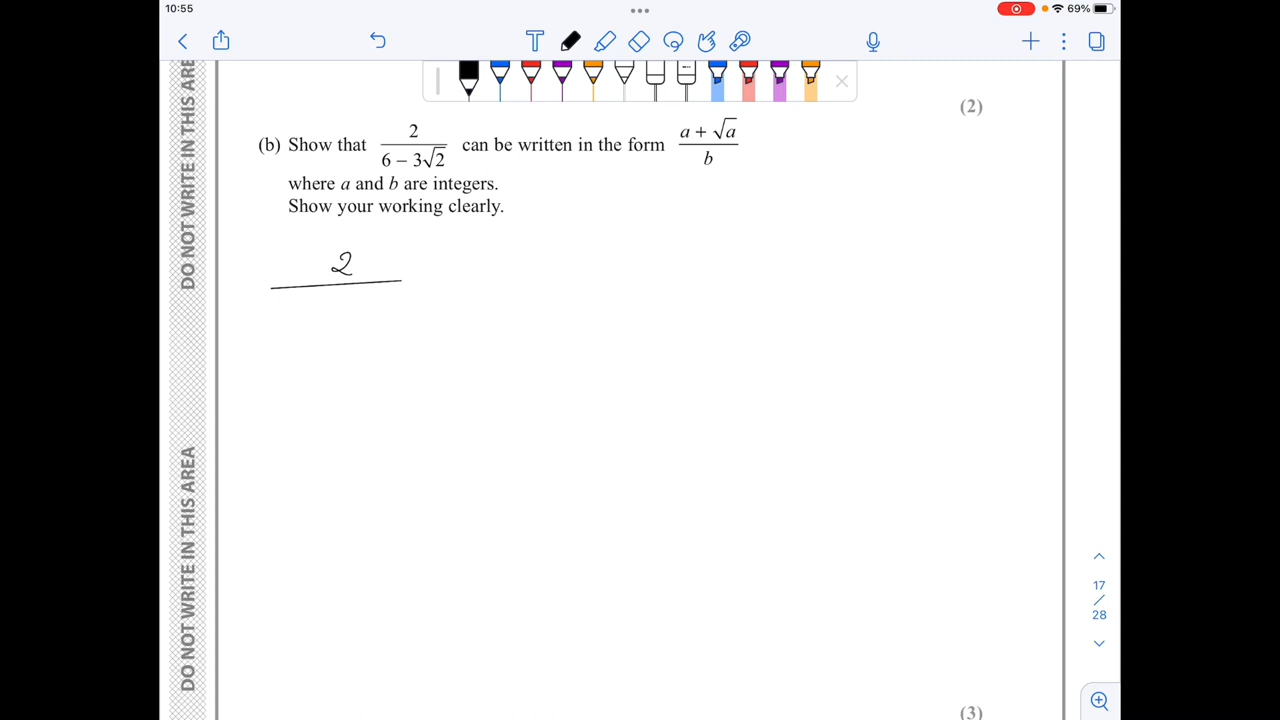 10:55
69%
DO NOT WRITE IN THIS ARE
(2)
(b) Show that 2 / (6 − 3√2) can be written in the form (a + √a) / b
where a and b are integers.
Show your working clearly.
2
DO NOT WRITE IN THIS AREA
17
/
28
(3)